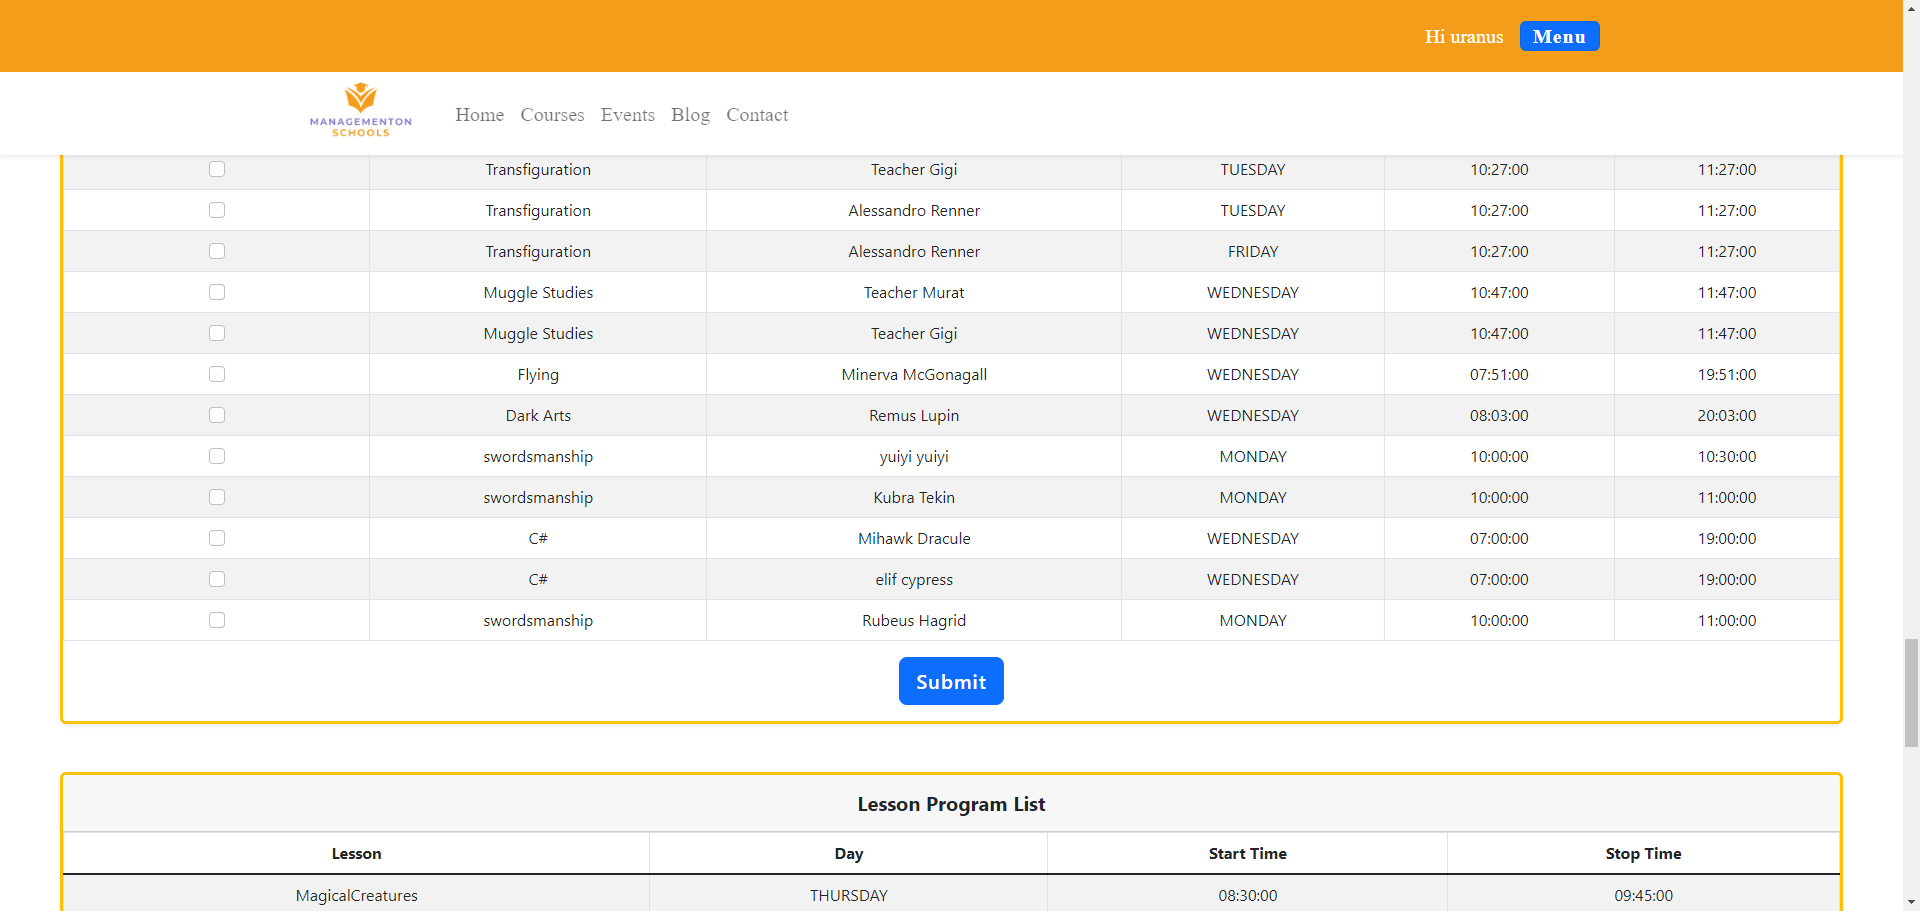 Hi uranus Menu
MANAGEMENTON
SCHOOLS
Home Courses Events Blog Contact
Transfiguration Teacher Gigi TUESDAY 10:27:00 11:27:00
Transfiguration Alessandro Renner TUESDAY 10:27:00 11:27:00
Transfiguration Alessandro Renner FRIDAY 10:27:00 11:27:00
Muggle Studies Teacher Murat WEDNESDAY 10:47:00 11:47:00
Muggle Studies Teacher Gigi WEDNESDAY 10:47:00 11:47:00
Flying Minerva McGonagall WEDNESDAY 07:51:00 19:51:00
Dark Arts Remus Lupin WEDNESDAY 08:03:00 20:03:00
swordsmanship yuiyi yuiyi MONDAY 10:00:00 10:30:00
swordsmanship Kubra Tekin MONDAY 10:00:00 11:00:00
C# Mihawk Dracule WEDNESDAY 07:00:00 19:00:00
C# elif cypress WEDNESDAY 07:00:00 19:00:00
swordsmanship Rubeus Hagrid MONDAY 10:00:00 11:00:00
Submit
Lesson Program List
Lesson Day Start Time Stop Time
MagicalCreatures THURSDAY 08:30:00 09:45:00